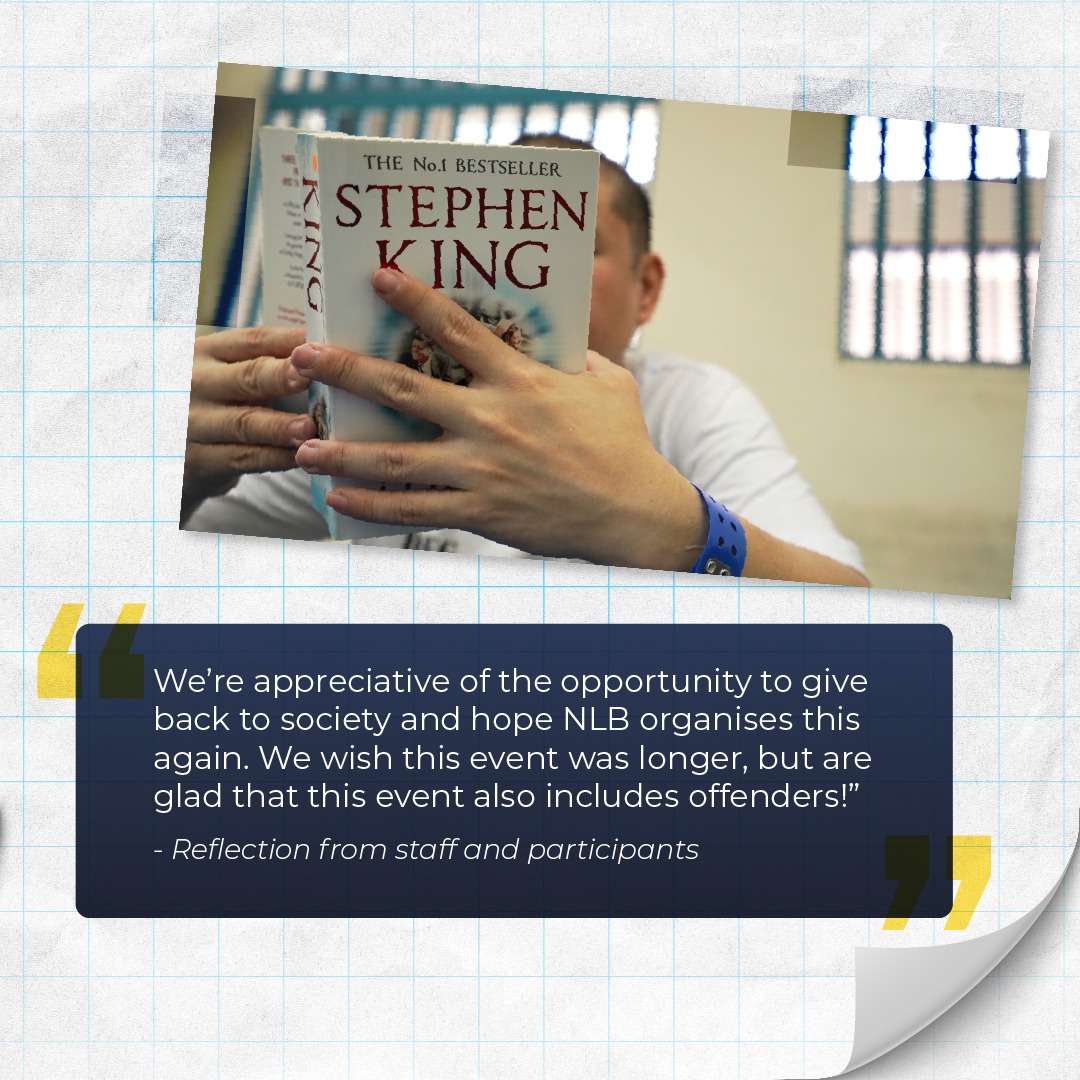 THE No.1 BESTSELLER
STEPHEN
KING
KING
We’re appreciative of the opportunity to give
back to society and hope NLB organises this
again. We wish this event was longer, but are
glad that this event also includes offenders!”
- Reflection from staff and participants